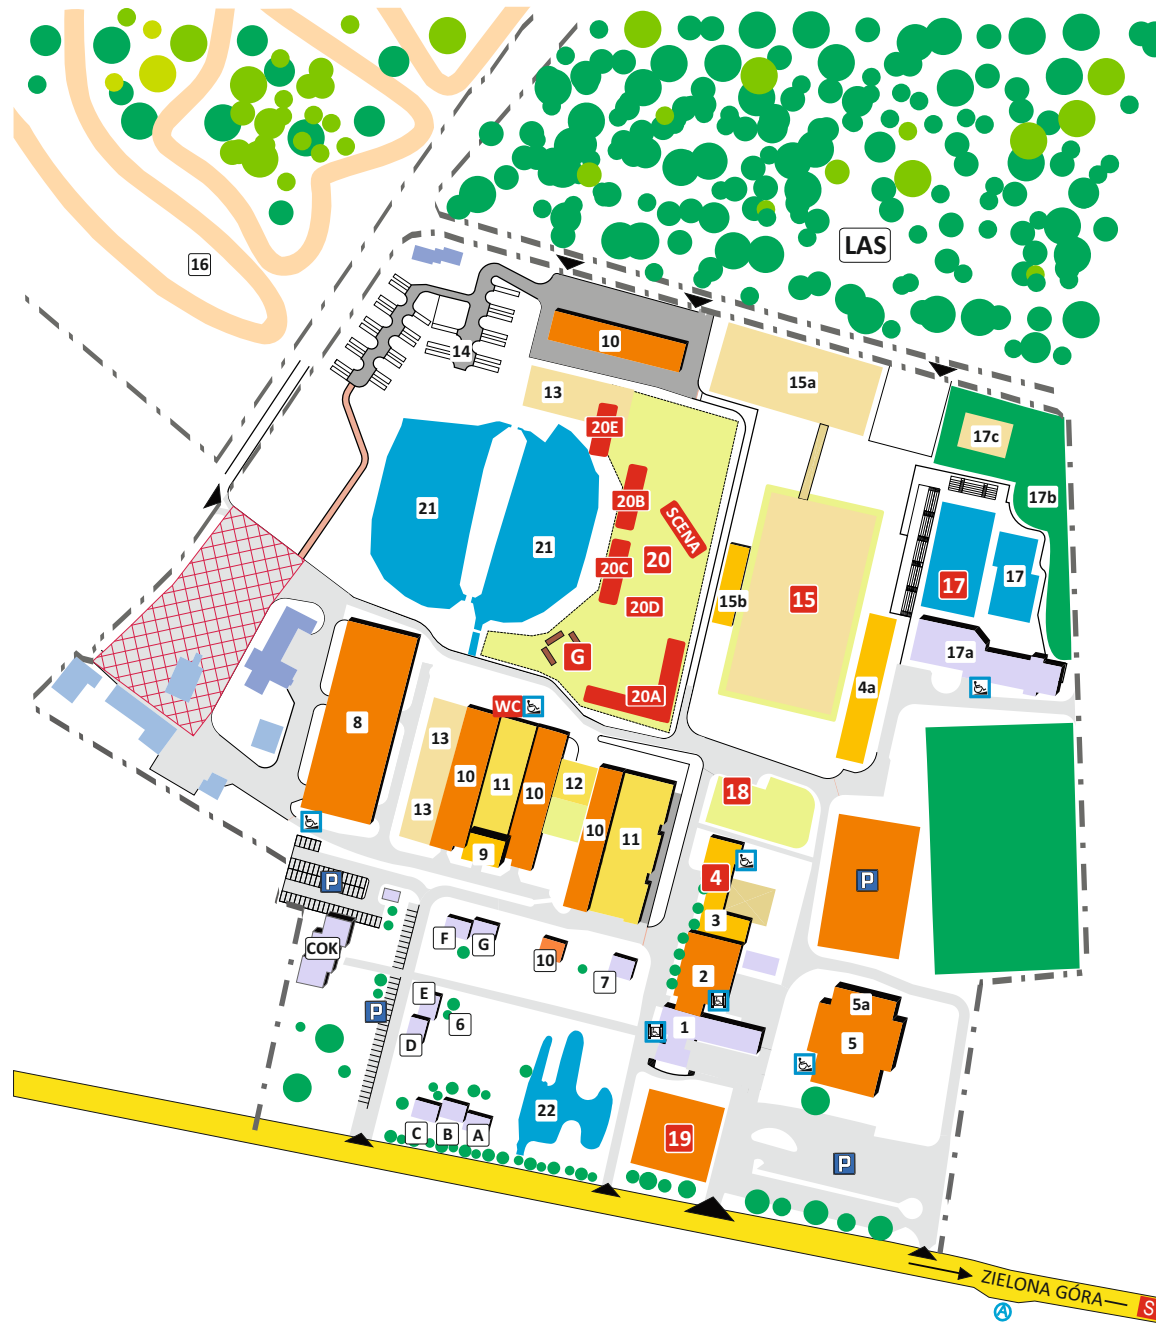 LAS
16
10
14
15a
13
20E
17c
20B
17b
21
SCENA
21
20
20C
17
17
15b
15
20D
17a
G
4a
20A
WC
8
13
10
11
10
12
18
13
10
11
9
4
P
P
3
F
G
COK
10
2
7
E
5a
P
6
1
D
5
22
C
B
A
19
P
ZIELONA GÓRA
S
A